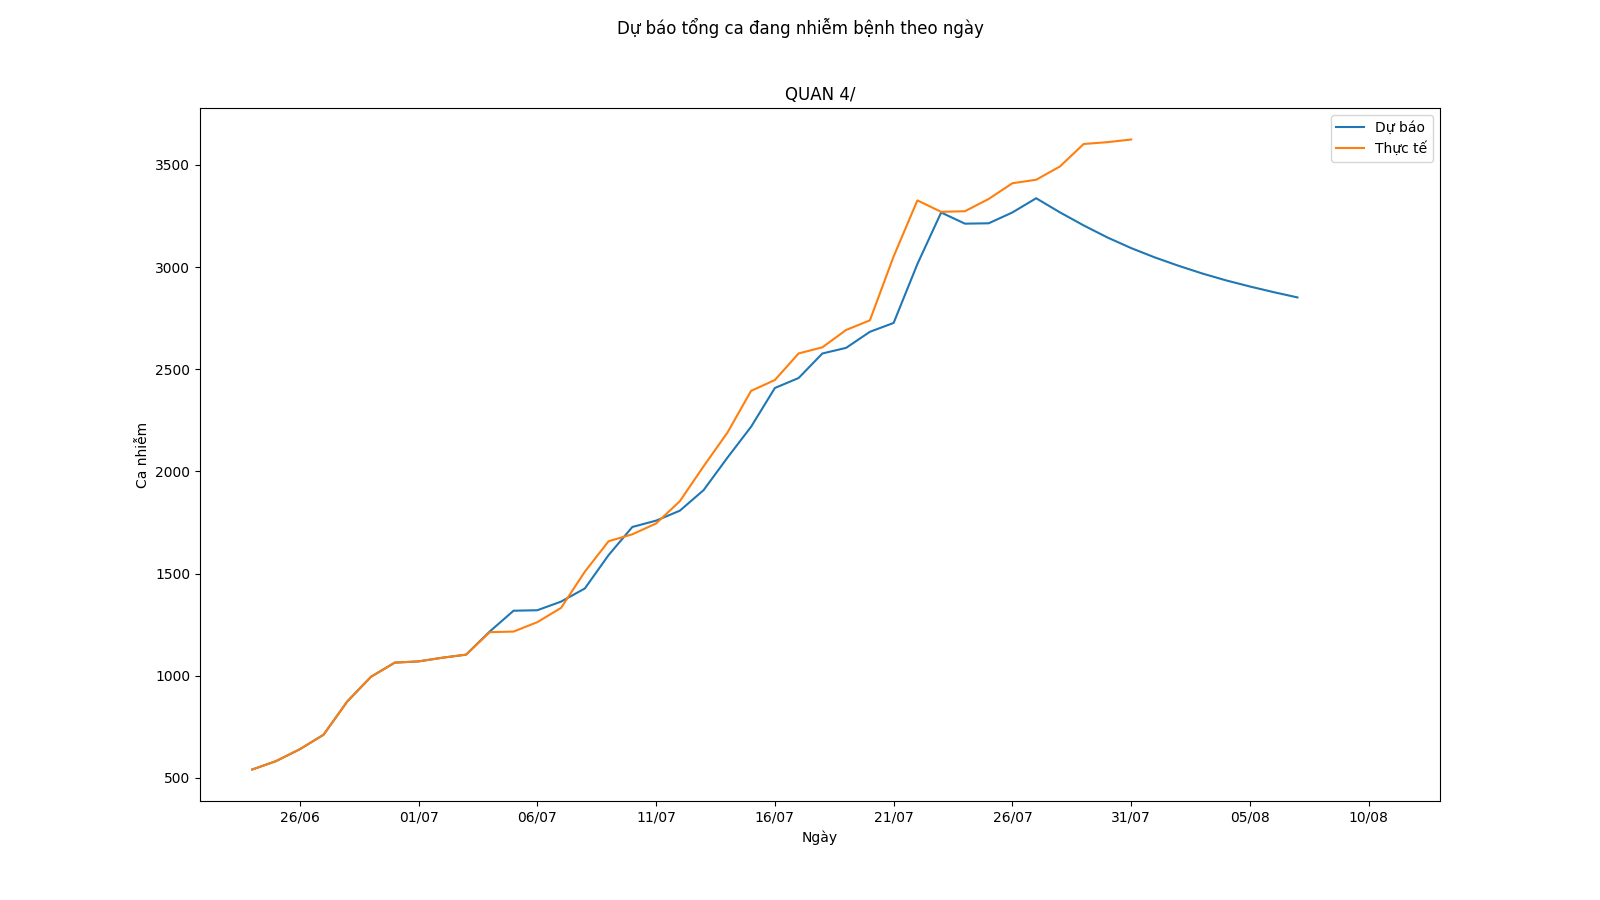 Dự báo tổng ca đang nhiễm bệnh theo ngày
QUAN 4/
Dự báo
Thực tế
3500
3000
2500
2000
1500
1000
500
Ca nhiễm
26/06 01/07 06/07 11/07 16/07 21/07 26/07 31/07 05/08 10/08
Ngày